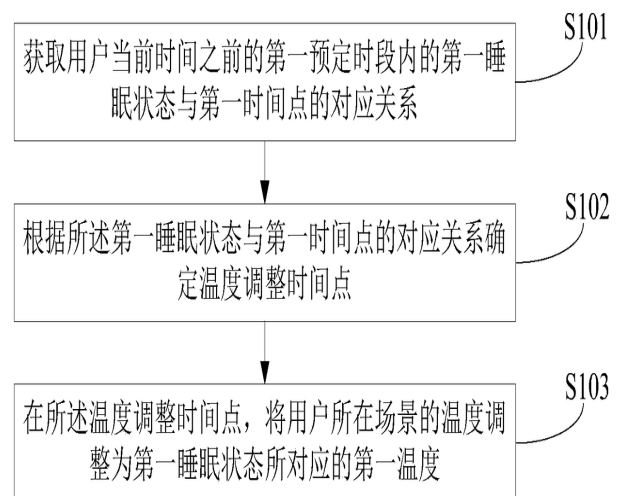 S101
获取用户当前时间之前的第一预定时段内的第一睡
眠状态与第一时间点的对应关系
S102
根据所述第一睡眠状态与第一时间点的对应关系确
定温度调整时间点
S103
在所述温度调整时间点，将用户所在场景的温度调
整为第一睡眠状态所对应的第一温度